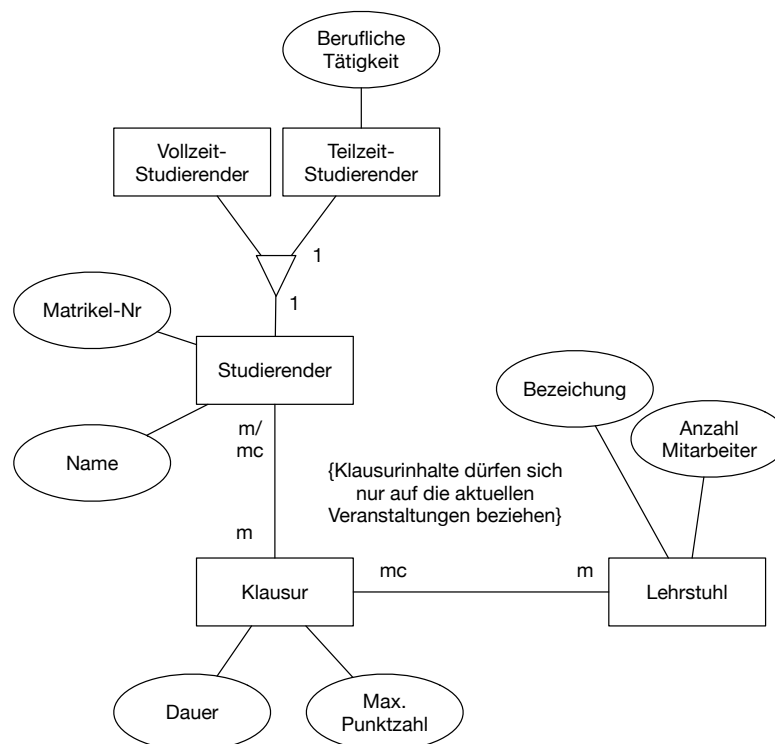 Berufliche
Tätigkeit
Vollzeit-
Studierender
Teilzeit-
Studierender
1
1
Matrikel-Nr
Studierender
Name
m/
mc
Bezeichung
Anzahl
Mitarbeiter
{Klausurinhalte dürfen sich
nur auf die aktuellen
Veranstaltungen beziehen}
m
Klausur
mc
m
Lehrstuhl
Dauer
Max.
Punktzahl